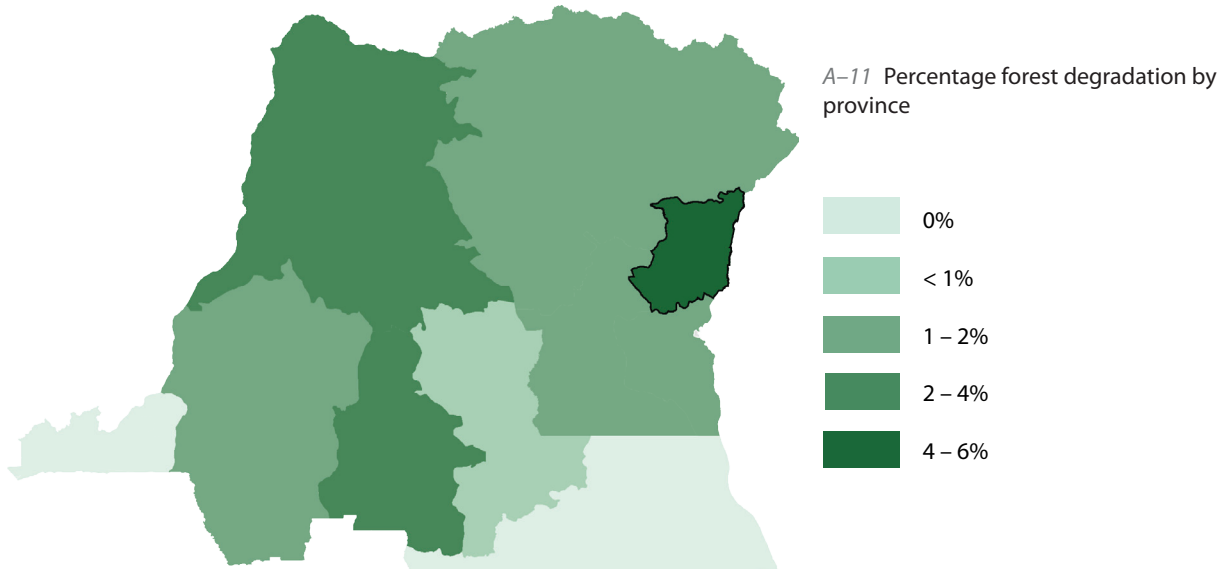 A–11 Percentage forest degradation by
province
0%
< 1%
1 – 2%
2 – 4%
4 – 6%